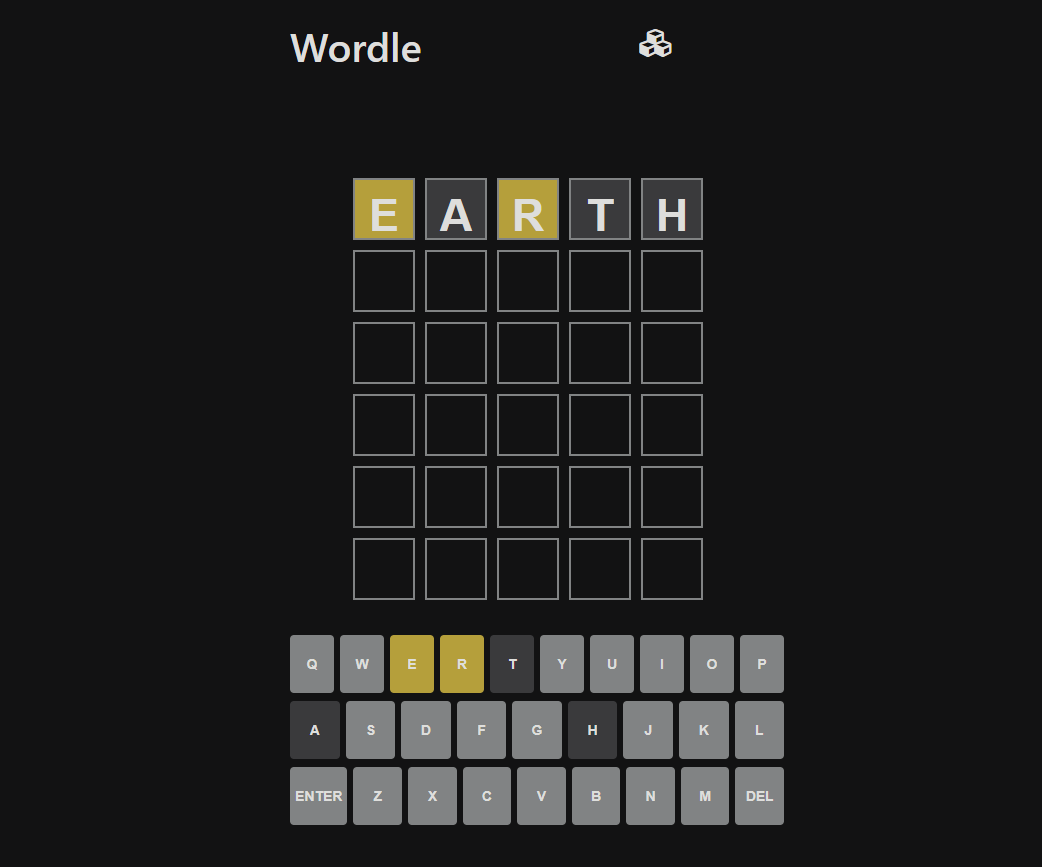 Wordle
E A R T H
Q W E R T Y U I O P
A S D F G H J K L
ENTER Z X C V B N M DEL